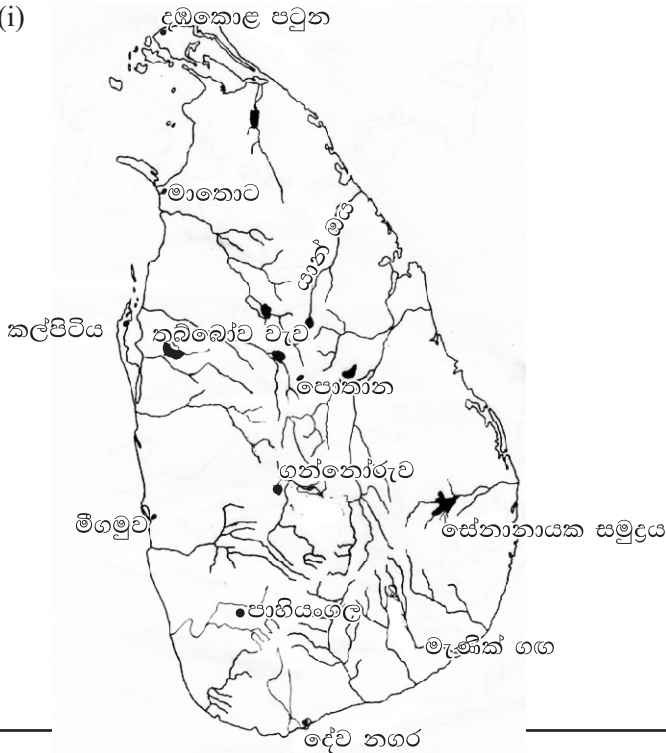 (i)
දඹකොළ පටුන
මාතොට
යාන් ඔය
කල්පිටිය
තබ්බෝව වැව
පොතාන
ගන්නෝරුව
මීගමුව
සේනානායක සමුද්‍රය
පාහියංගල
මැණික් ගඟ
දේව නගර